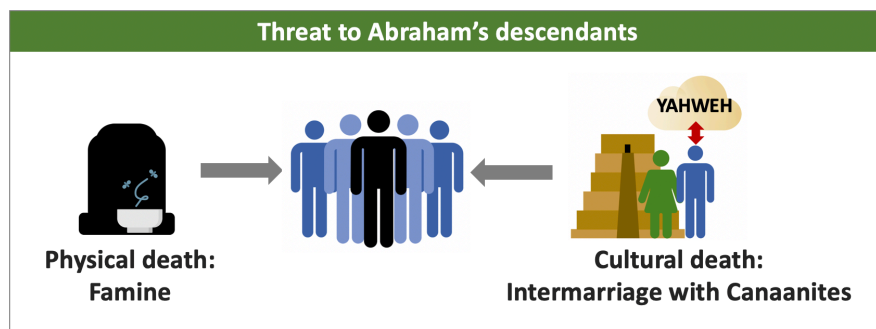 Threat to Abraham’s descendants
YAHWEH
Physical death:
Famine
Cultural death:
Intermarriage with Canaanites